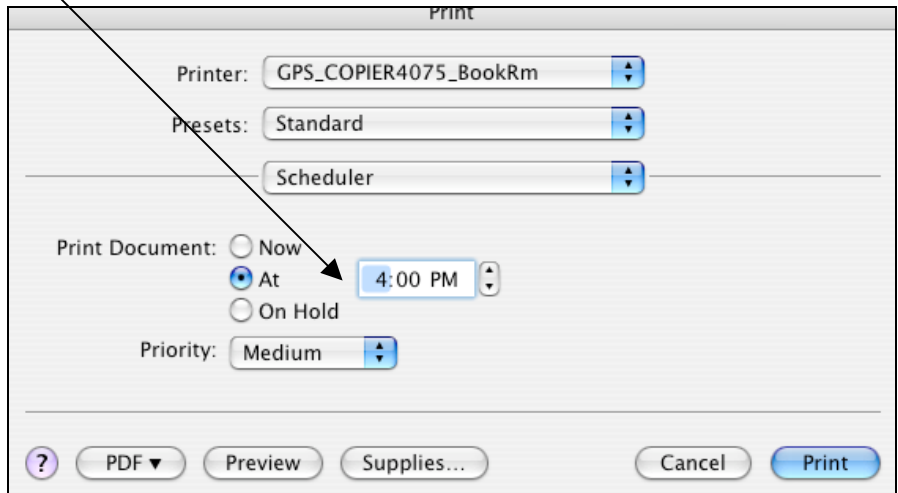 Print
Printer: GPS_COPIER4075_BookRm
Presets: Standard
Scheduler
Print Document: Now
At 4:00 PM
On Hold
Priority: Medium
? PDF▼ Preview Supplies... Cancel Print